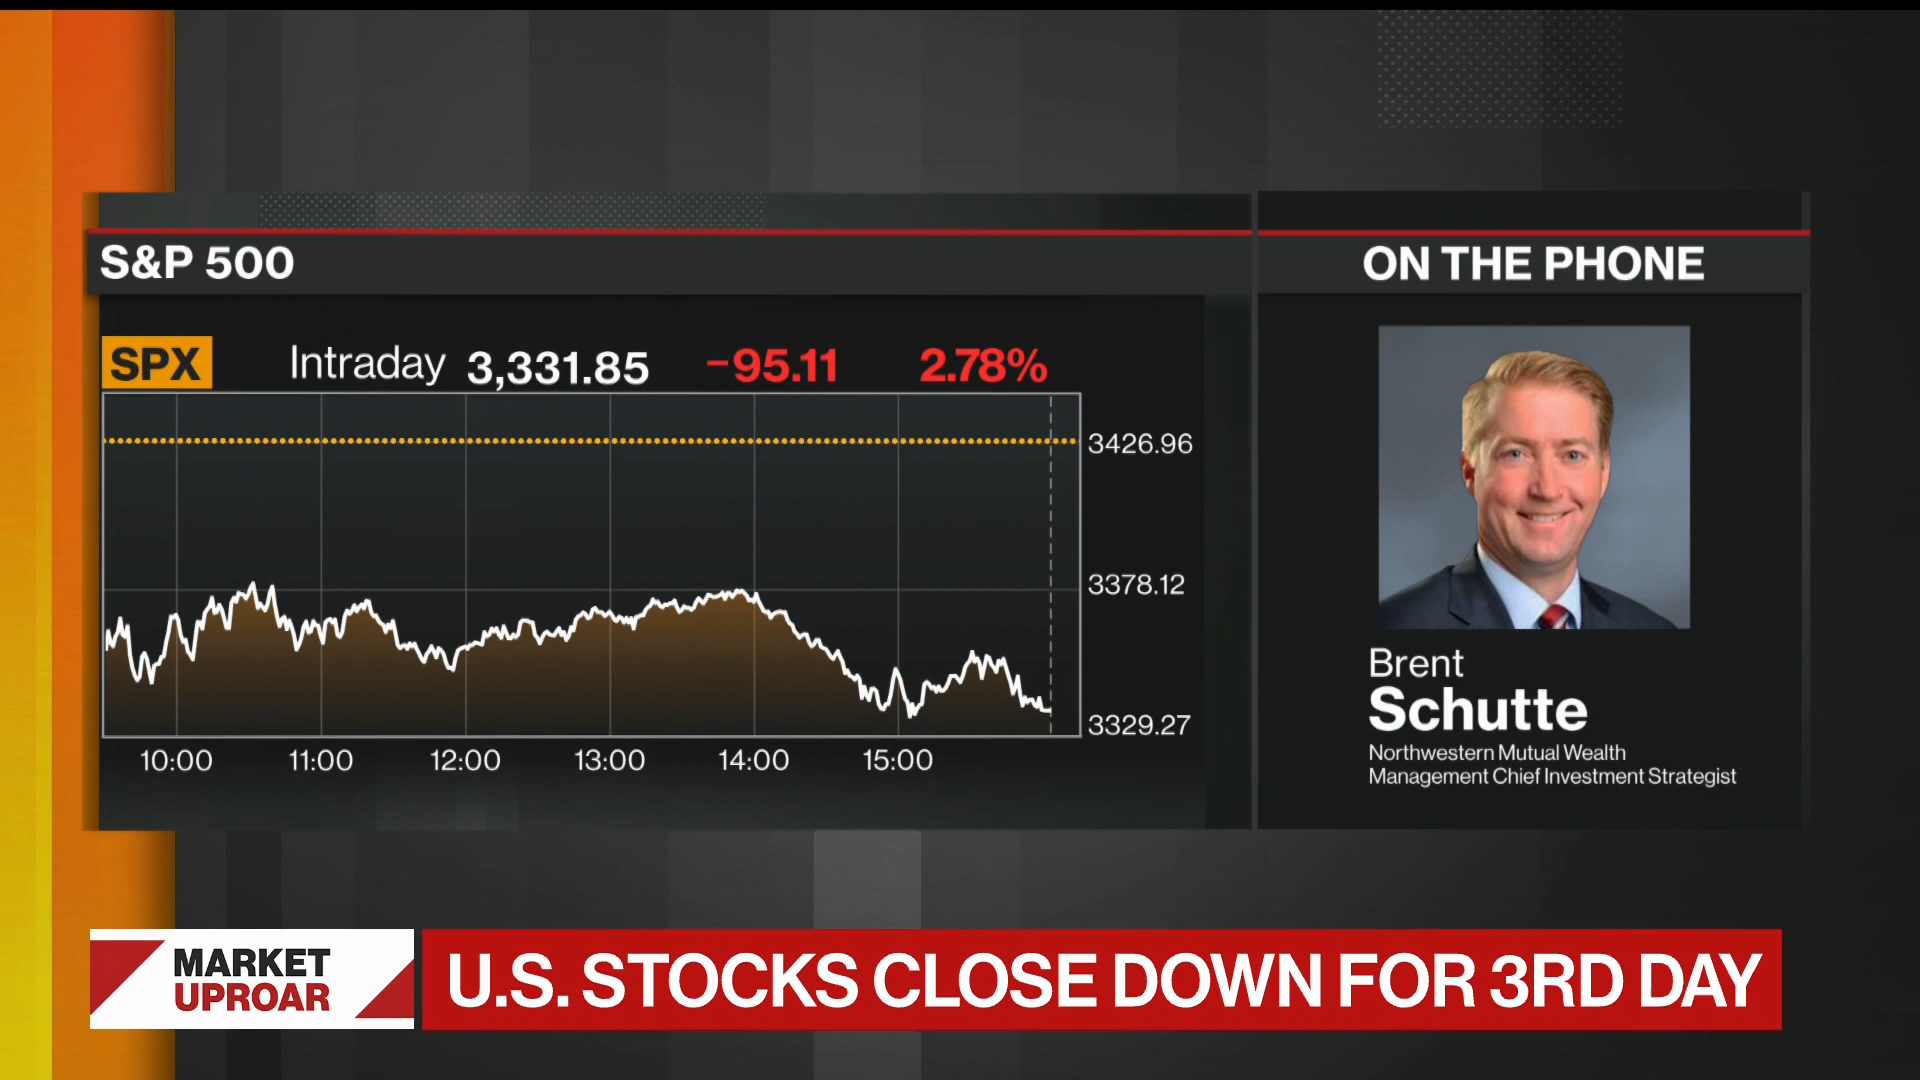 S&P 500
SPX Intraday 3,331.85 -95.11 2.78%
3426.96
3378.12
3329.27
10:00 11:00 12:00 13:00 14:00 15:00
ON THE PHONE
Brent
Schutte
Northwestern Mutual Wealth
Management Chief Investment Strategist
MARKET
UPROAR
U.S. STOCKS CLOSE DOWN FOR 3RD DAY